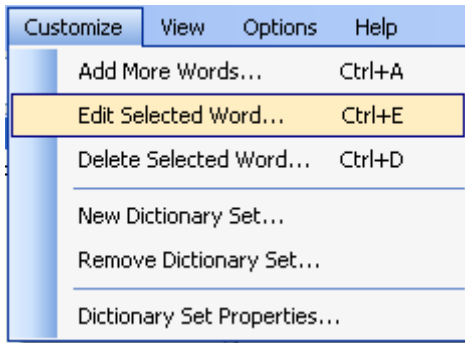 Customize View Options Help
Add More Words... Ctrl+A
Edit Selected Word... Ctrl+E
Delete Selected Word... Ctrl+D
New Dictionary Set...
Remove Dictionary Set...
Dictionary Set Properties...